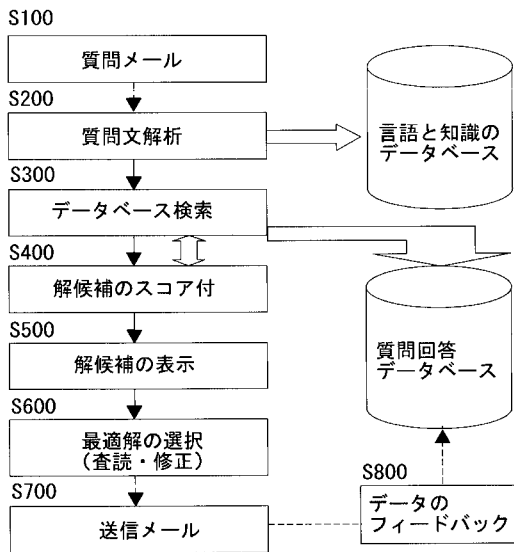 S100
質問メール
S200
質問文解析
S300
データベース検索
S400
解候補のスコア付
S500
解候補の表示
S600
最適解の選択
(査読・修正)
S700
送信メール
言語と知識の
データベース
質問回答
データベース
S800
データの
フィードバック